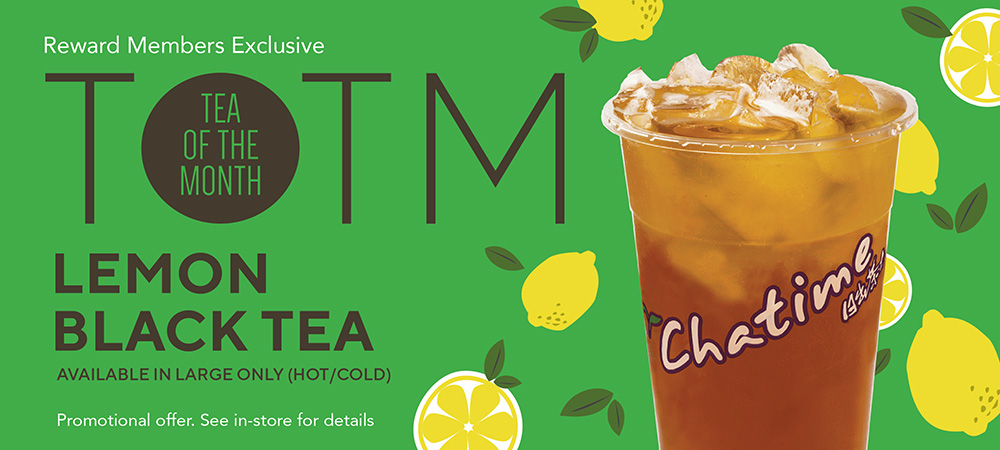 Reward Members Exclusive
TOTM
TEA
OF THE
MONTH
LEMON
BLACK TEA
AVAILABLE IN LARGE ONLY (HOT/COLD)
Promotional offer. See in-store for details
Chatime